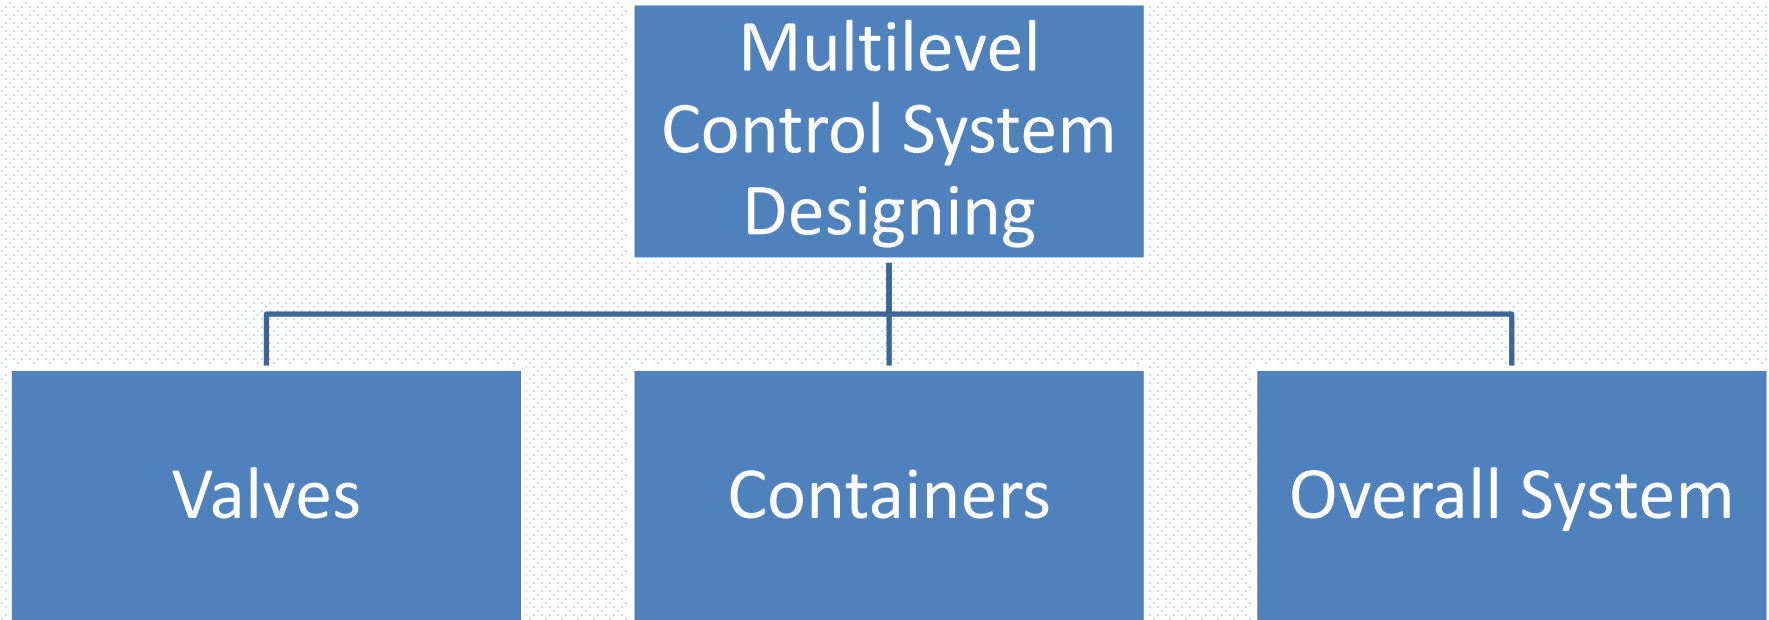 Multilevel
Control System
Designing
Valves
Containers
Overall System